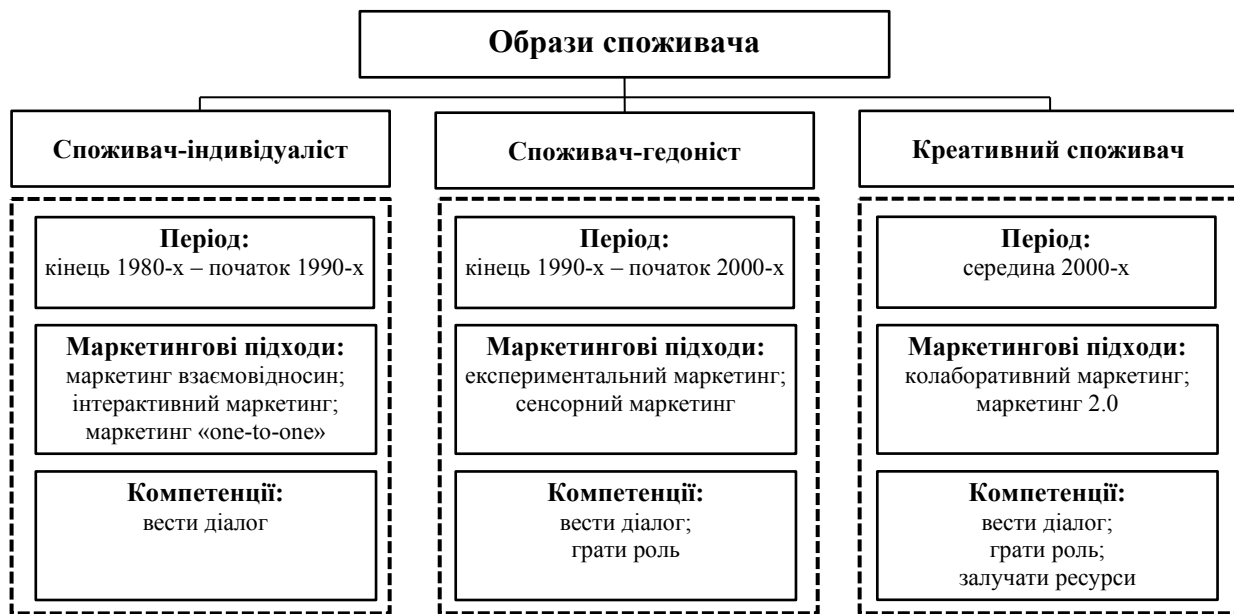 Образи споживача
Споживач-індивідуаліст
Період:
кінець 1980-х – початок 1990-х
Маркетингові підходи:
маркетинг взаємовідносин;
інтерактивний маркетинг;
маркетинг «one-to-one»
Компетенції:
вести діалог
Споживач-гедоніст
Період:
кінець 1990-х – початок 2000-х
Маркетингові підходи:
експериментальний маркетинг;
сенсорний маркетинг
Компетенції:
вести діалог;
грати роль
Креативний споживач
Період:
середина 2000-х
Маркетингові підходи:
колаборативний маркетинг;
маркетинг 2.0
Компетенції:
вести діалог;
грати роль;
залучати ресурси